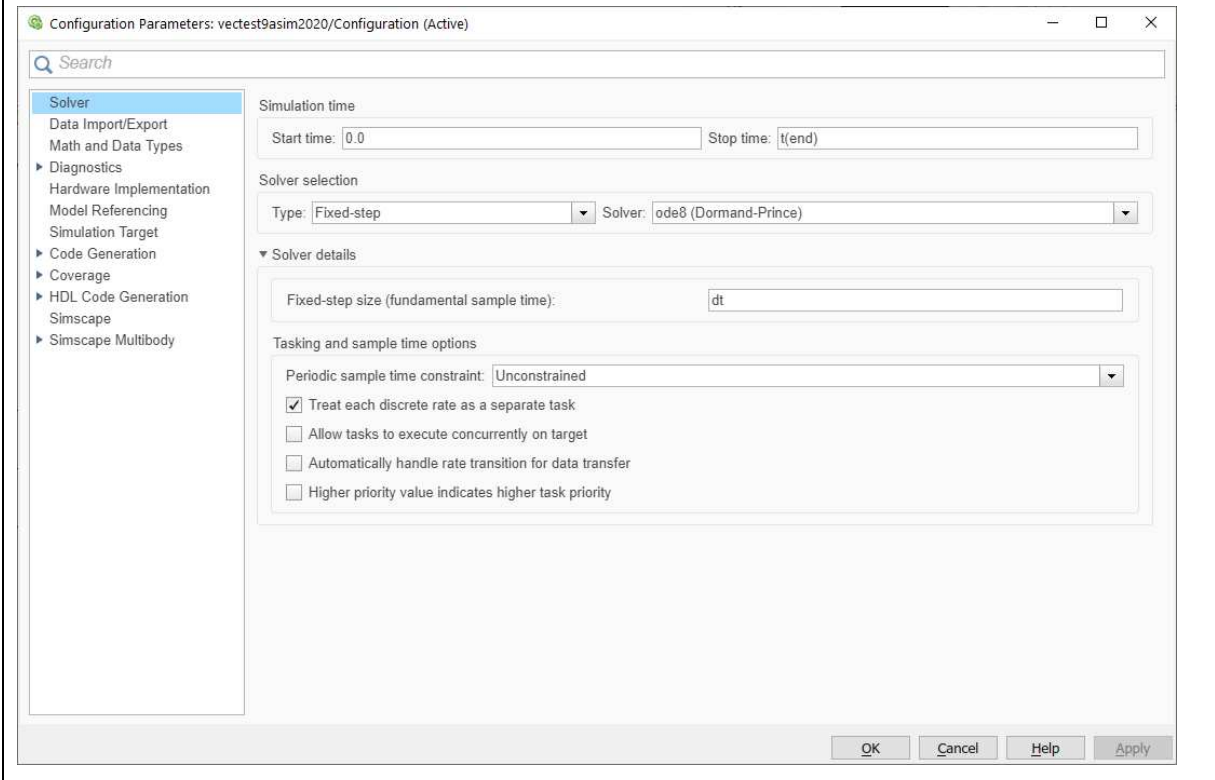 Configuration Parameters: vectest9asim2020/Configuration (Active)
Search
Solver
Data Import/Export
Math and Data Types
Diagnostics
Hardware Implementation
Model Referencing
Simulation Target
Code Generation
Coverage
HDL Code Generation
Simscape
Simscape Multibody
Simulation time
Start time: 0.0 Stop time: t(end)
Solver selection
Type: Fixed-step Solver: ode8 (Dormand-Prince)
Solver details
Fixed-step size (fundamental sample time): dt
Tasking and sample time options
Periodic sample time constraint: Unconstrained
Treat each discrete rate as a separate task
Allow tasks to execute concurrently on target
Automatically handle rate transition for data transfer
Higher priority value indicates higher task priority
OK Cancel Help Apply